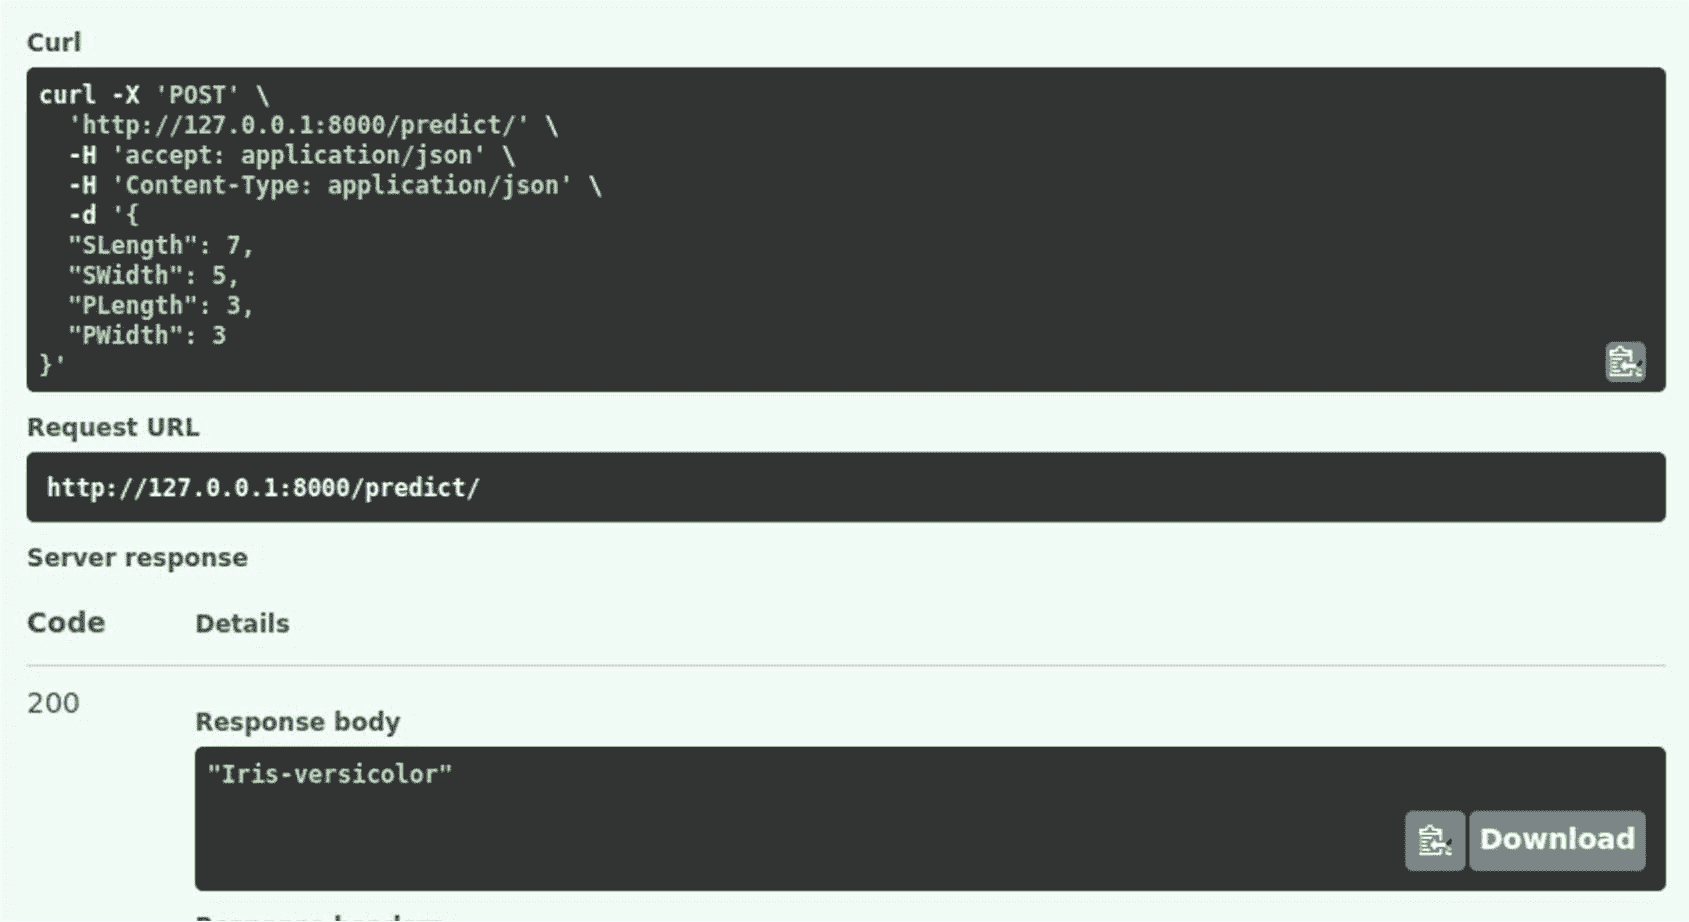 Curl
curl -X 'POST' \
  'http://127.0.0.1:8000/predict/' \
  -H 'accept: application/json' \
  -H 'Content-Type: application/json' \
  -d '{
  "SLength": 7,
  "SWidth": 5,
  "PLength": 3,
  "PWidth": 3
}'
Request URL
http://127.0.0.1:8000/predict/
Server response
Code Details
200
Response body
"Iris-versicolor"
Download
Response headers